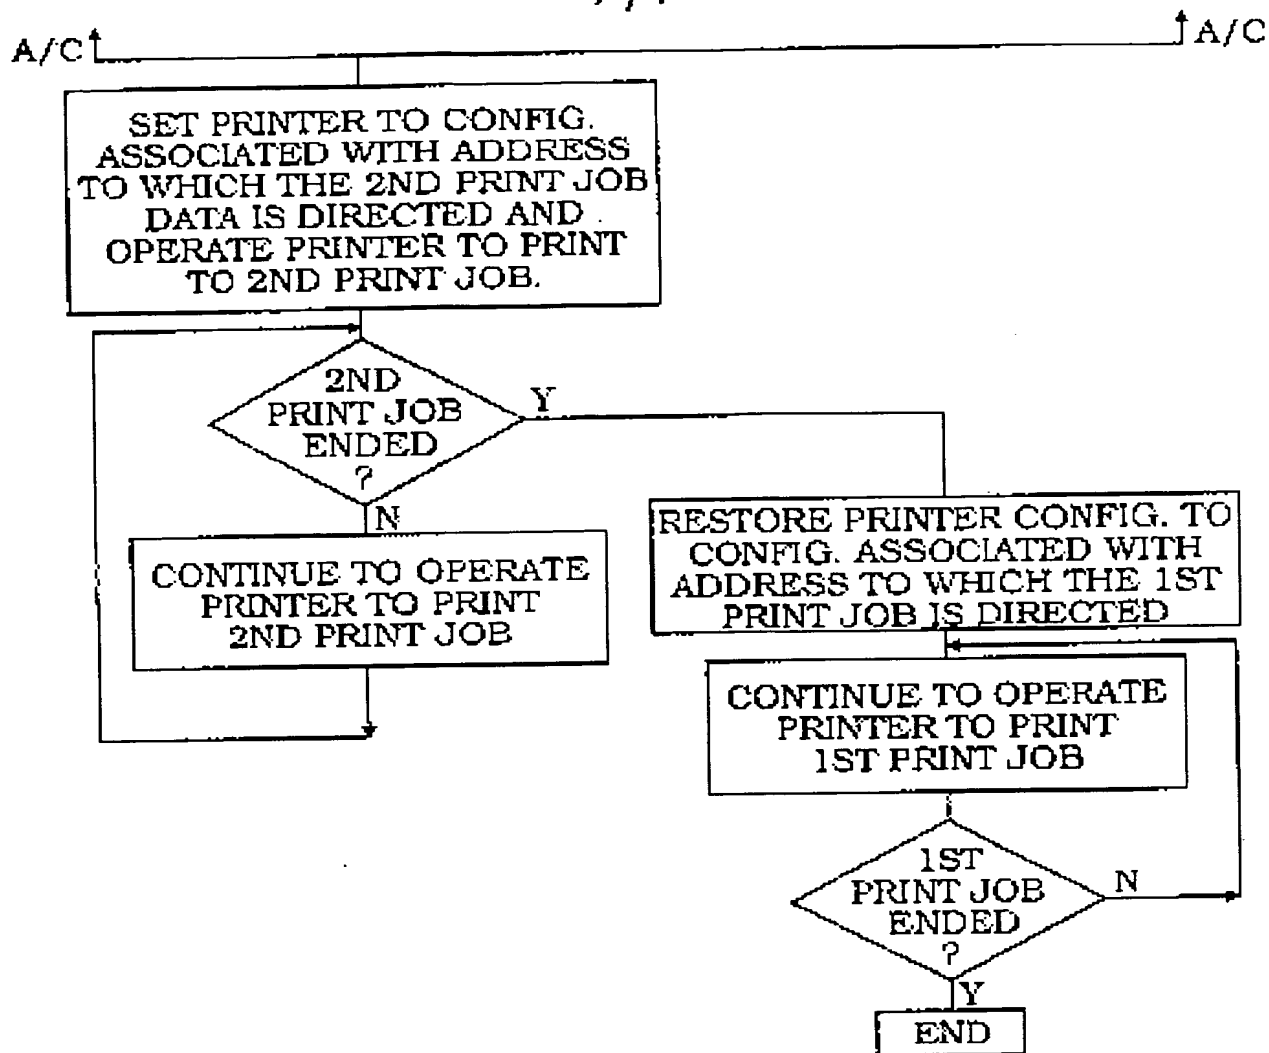 A/C
A/C
SET PRINTER TO CONFIG.
ASSOCIATED WITH ADDRESS
TO WHICH THE 2ND PRINT JOB
DATA IS DIRECTED AND
OPERATE PRINTER TO PRINT
TO 2ND PRINT JOB.
2ND
PRINT JOB
ENDED
?
Y
N
CONTINUE TO OPERATE
PRINTER TO PRINT
2ND PRINT JOB
RESTORE PRINTER CONFIG. TO
CONFIG. ASSOCIATED WITH
ADDRESS TO WHICH THE 1ST
PRINT JOB IS DIRECTED
CONTINUE TO OPERATE
PRINTER TO PRINT
1ST PRINT JOB
1ST
PRINT JOB
ENDED
?
N
Y
END